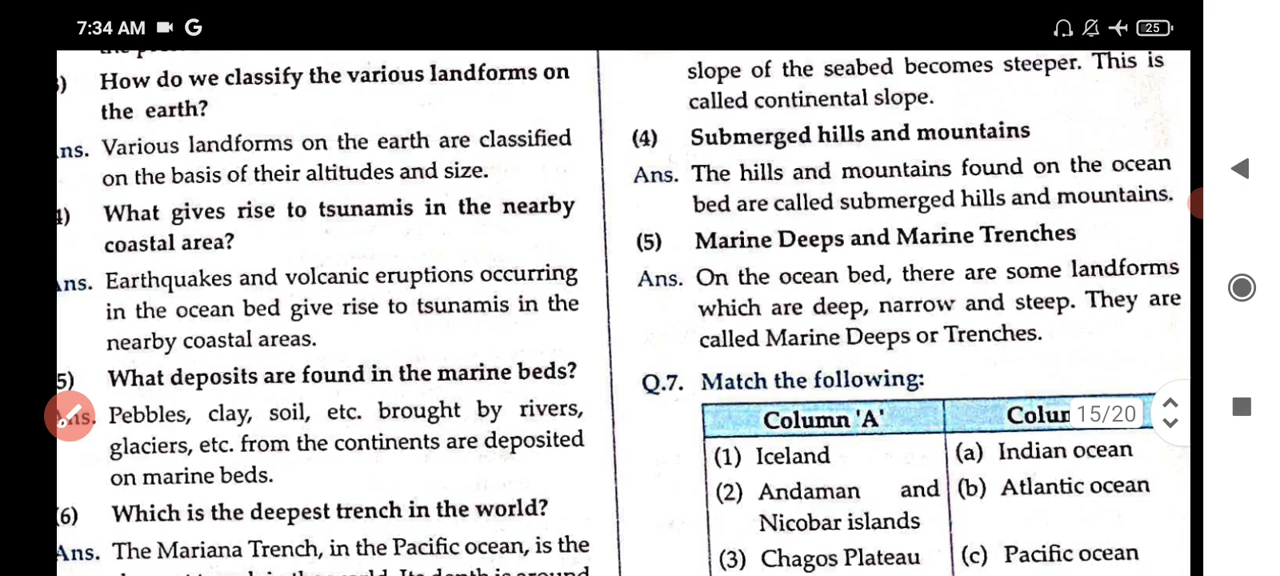 7:34 AM
25
How do we classify the various landforms on
the earth?
ns. Various landforms on the earth are classified
on the basis of their altitudes and size.
What gives rise to tsunamis in the nearby
coastal area?
ns. Earthquakes and volcanic eruptions occurring
in the ocean bed give rise to tsunamis in the
nearby coastal areas.
5) What deposits are found in the marine beds?
ns. Pebbles, clay, soil, etc. brought by rivers,
glaciers, etc. from the continents are deposited
on marine beds.
6) Which is the deepest trench in the world?
Ans. The Mariana Trench, in the Pacific ocean, is the
slope of the seabed becomes steeper. This is
called continental slope.
(4) Submerged hills and mountains
Ans. The hills and mountains found on the ocean
bed are called submerged hills and mountains.
(5) Marine Deeps and Marine Trenches
Ans. On the ocean bed, there are some landforms
which are deep, narrow and steep. They are
called Marine Deeps or Trenches.
Q.7. Match the following:
Column 'A' Colur 15/20
(1) Iceland (a) Indian ocean
(2) Andaman and (b) Atlantic ocean
Nicobar islands
(3) Chagos Plateau (c) Pacific ocean